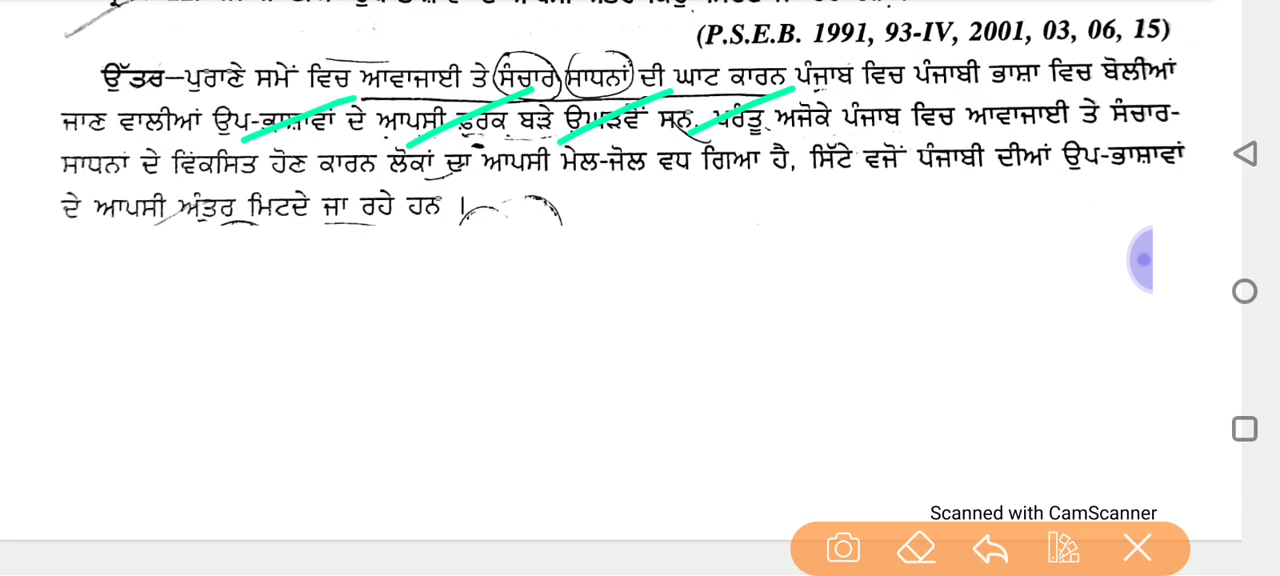 (P.S.E.B. 1991, 93-IV, 2001, 03, 06, 15)
ਉੱਤਰ—ਪੁਰਾਣੇ ਸਮੇਂ ਵਿਚ ਆਵਾਜਾਈ ਤੇ ਸੰਚਾਰ ਸਾਧਨਾਂ ਦੀ ਘਾਟ ਕਾਰਨ ਪੰਜਾਬ ਵਿਚ ਪੰਜਾਬੀ ਭਾਸ਼ਾ ਵਿਚ ਬੋਲੀਆਂ
ਜਾਣ ਵਾਲੀਆਂ ਉਪ-ਭਾਸ਼ਾਵਾਂ ਦੇ ਆਪਸੀ ਫ਼ਰਕ ਬੜੇ ਉਘੜਵੇਂ ਸਨ, ਪਰੰਤੂ ਅਜੋਕੇ ਪੰਜਾਬ ਵਿਚ ਆਵਾਜਾਈ ਤੇ ਸੰਚਾਰ-
ਸਾਧਨਾਂ ਦੇ ਵਿਕਸਿਤ ਹੋਣ ਕਾਰਨ ਲੋਕਾਂ ਦਾ ਆਪਸੀ ਮੇਲ-ਜੋਲ ਵਧ ਗਿਆ ਹੈ, ਸਿੱਟੇ ਵਜੋਂ ਪੰਜਾਬੀ ਦੀਆਂ ਉਪ-ਭਾਸ਼ਾਵਾਂ
ਦੇ ਆਪਸੀ ਅੰਤਰ ਮਿਟਦੇ ਜਾ ਰਹੇ ਹਨ ।
Scanned with CamScanner